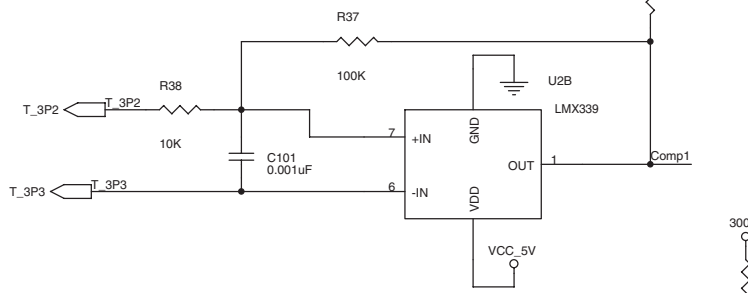 R37
100K
R38
T_3P2
T_3P2
10K
U2B
LMX339
7
+IN
GND
C101
0.001uF
OUT
1
Comp1
T_3P3
T_3P3
6
-IN
VDD
VCC_5V
300